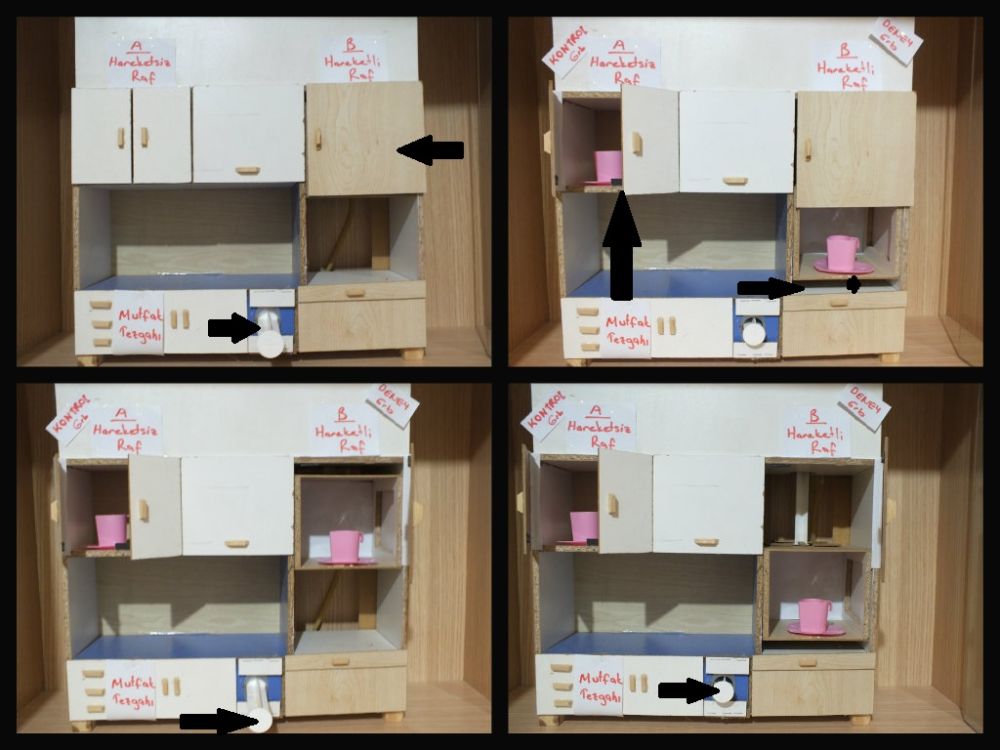 A
Hareketsiz
Raf
B
Hareketli
Raf
Mutfak
Tezgahı
KONTROL
Grb
A
Hareketsiz
Raf
B
Hareketli
Raf
DENEY
Grb
Mutfak
Tezgahı
KONTROL
Grb
A
Hareketsiz
Raf
B
Hareketli
Raf
DENEY
Grb
Mutfak
Tezgahı
KONTROL
Grb
A
Hareketsiz
Raf
B
Hareketli
Raf
DENEY
Grb
Mutfak
Tezgahı